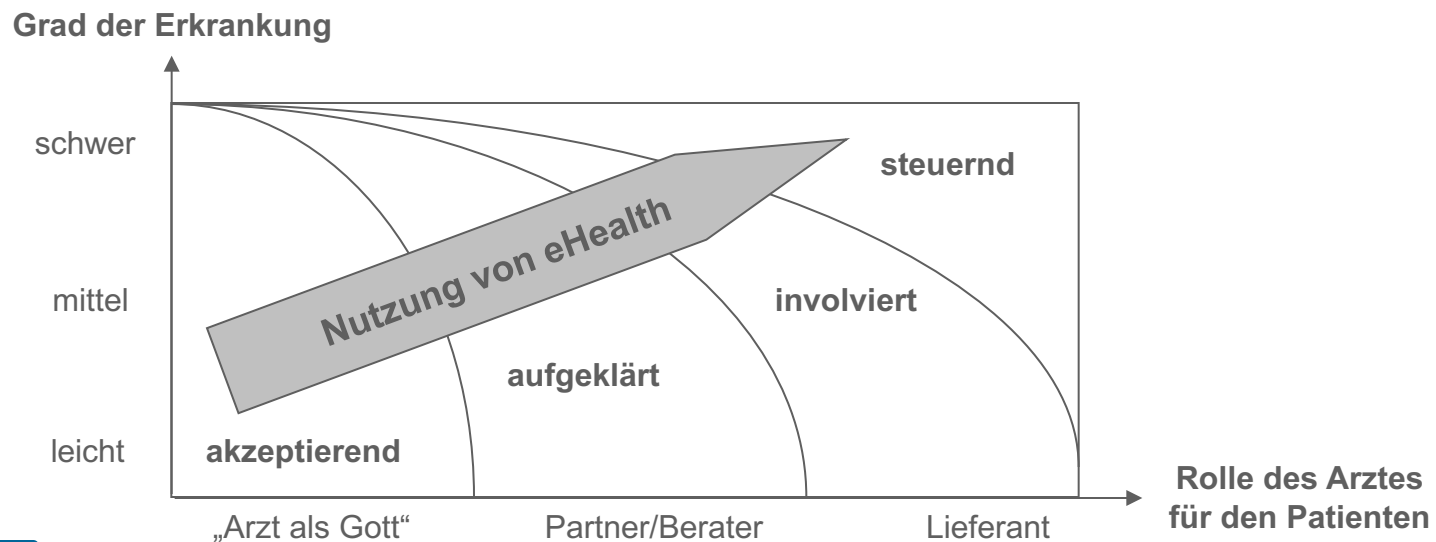 Grad der Erkrankung
schwer
steuernd
Nutzung von eHealth
mittel
involviert
aufgeklärt
leicht
akzeptierend
Rolle des Arztes
für den Patienten
„Arzt als Gott“
Partner/Berater
Lieferant